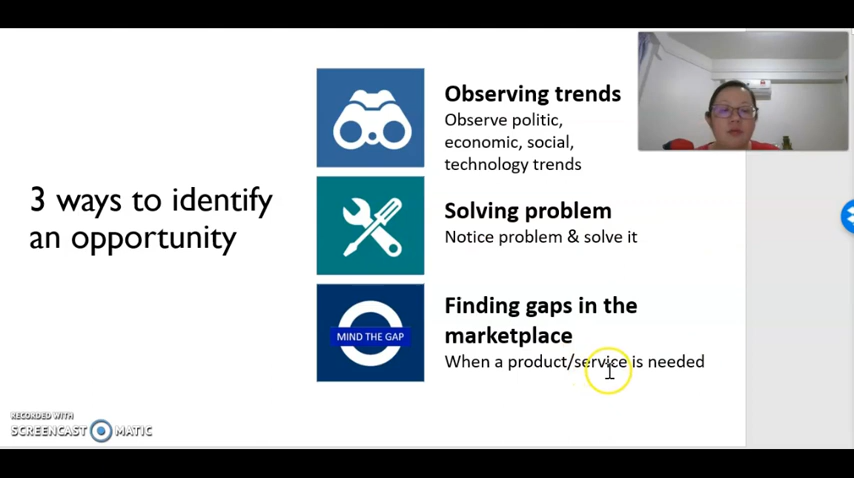 3 ways to identify
an opportunity
Observing trends
Observe politic,
economic, social,
technology trends
Solving problem
Notice problem & solve it
MIND THE GAP
Finding gaps in the
marketplace
When a product/service is needed
RECORDED WITH
SCREENCAST MATIC